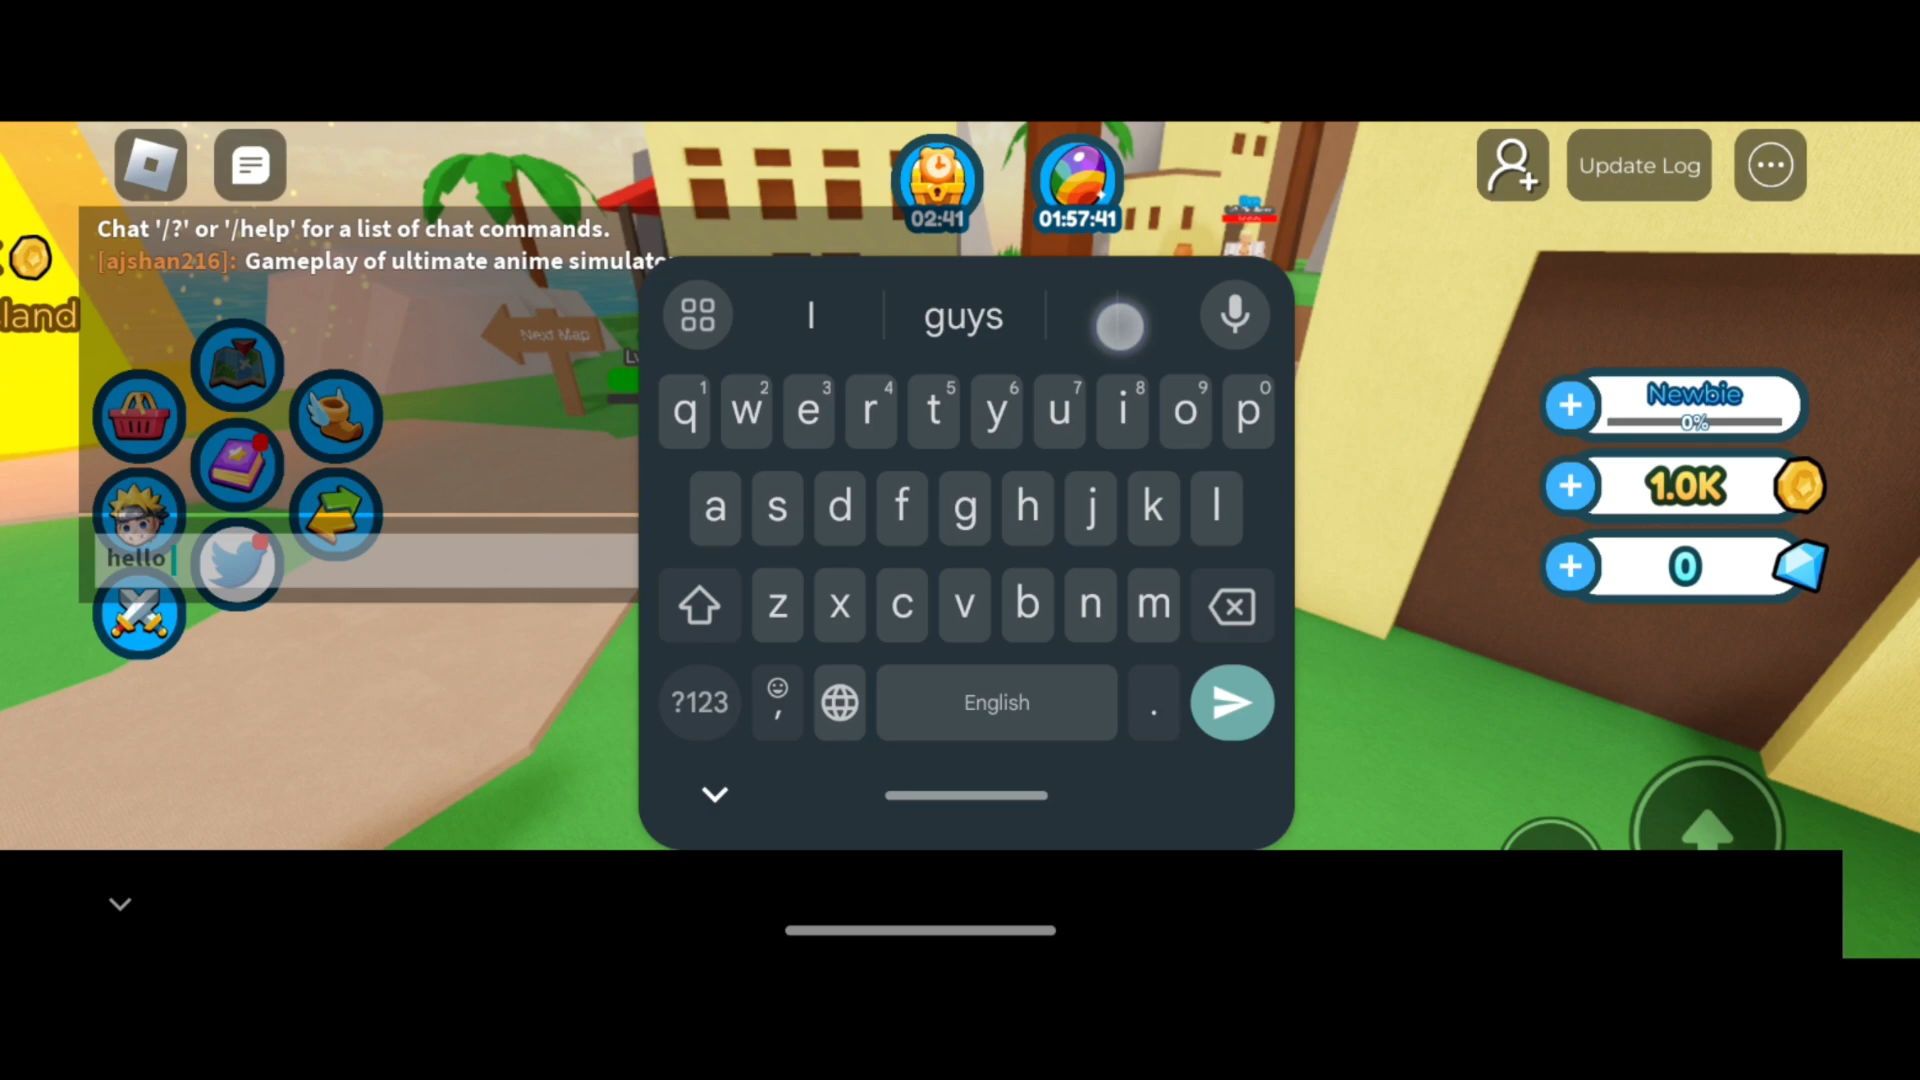 02:41
01:57:41
Update Log
Chat '/?' or '/help' for a list of chat commands.
[ajshan216]: Gameplay of ultimate anime simulato
land
Next Map
hello
I
guys
q 1 w 2 e 3 r 4 t 5 y 6 u 7 i 8 o 9 p 0
a s d f g h j k l
z x c v b n m
?123 , English .
Newbie
0%
1.0K
0